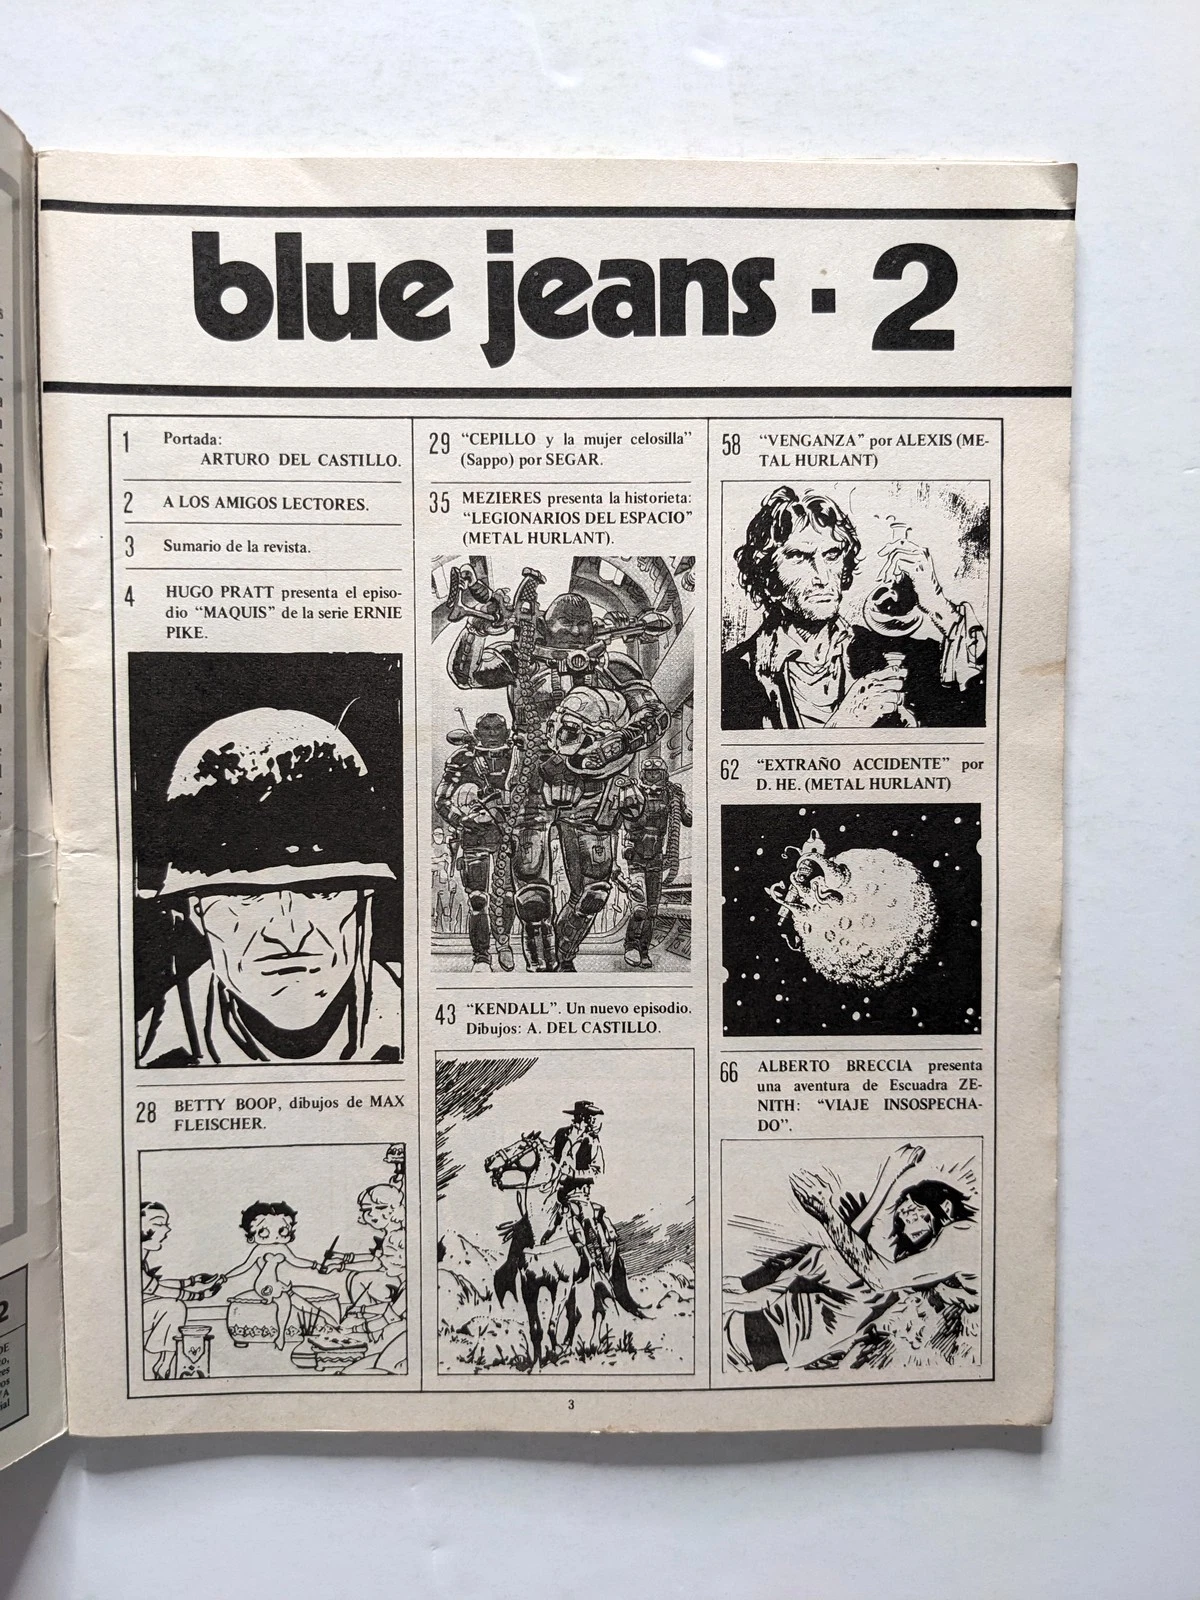 blue jeans · 2
1 Portada:
ARTURO DEL CASTILLO.
2 A LOS AMIGOS LECTORES.
3 Sumario de la revista.
4 HUGO PRATT presenta el episo-
dio “MAQUIS” de la serie ERNIE
PIKE.
28 BETTY BOOP, dibujos de MAX
FLEISCHER.
29 “CEPILLO y la mujer celosilla”
(Sappo) por SEGAR.
35 MEZIERES presenta la historieta:
“LEGIONARIOS DEL ESPACIO”
(METAL HURLANT).
43 “KENDALL”. Un nuevo episodio.
Dibujos: A. DEL CASTILLO.
58 “VENGANZA” por ALEXIS (ME-
TAL HURLANT)
62 “EXTRAÑO ACCIDENTE” por
D. HE. (METAL HURLANT)
66 ALBERTO BRECCIA presenta
una aventura de Escuadra ZE-
NITH: “VIAJE INSOSPECHA-
DO”.
3